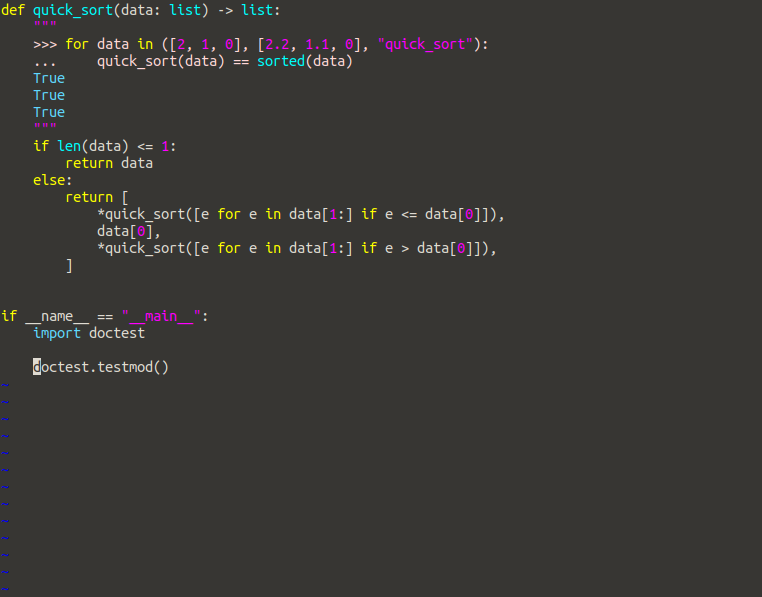 def quick_sort(data: list) -> list:
    """
    >>> for data in ([2, 1, 0], [2.2, 1.1, 0], "quick_sort"):
    ...     quick_sort(data) == sorted(data)
    True
    True
    True
    """
    if len(data) <= 1:
        return data
    else:
        return [
            *quick_sort([e for e in data[1:] if e <= data[0]]),
            data[0],
            *quick_sort([e for e in data[1:] if e > data[0]]),
        ]
if __name__ == "__main__":
    import doctest
    doctest.testmod()
~
~
~
~
~
~
~
~
~
~
~
~
~